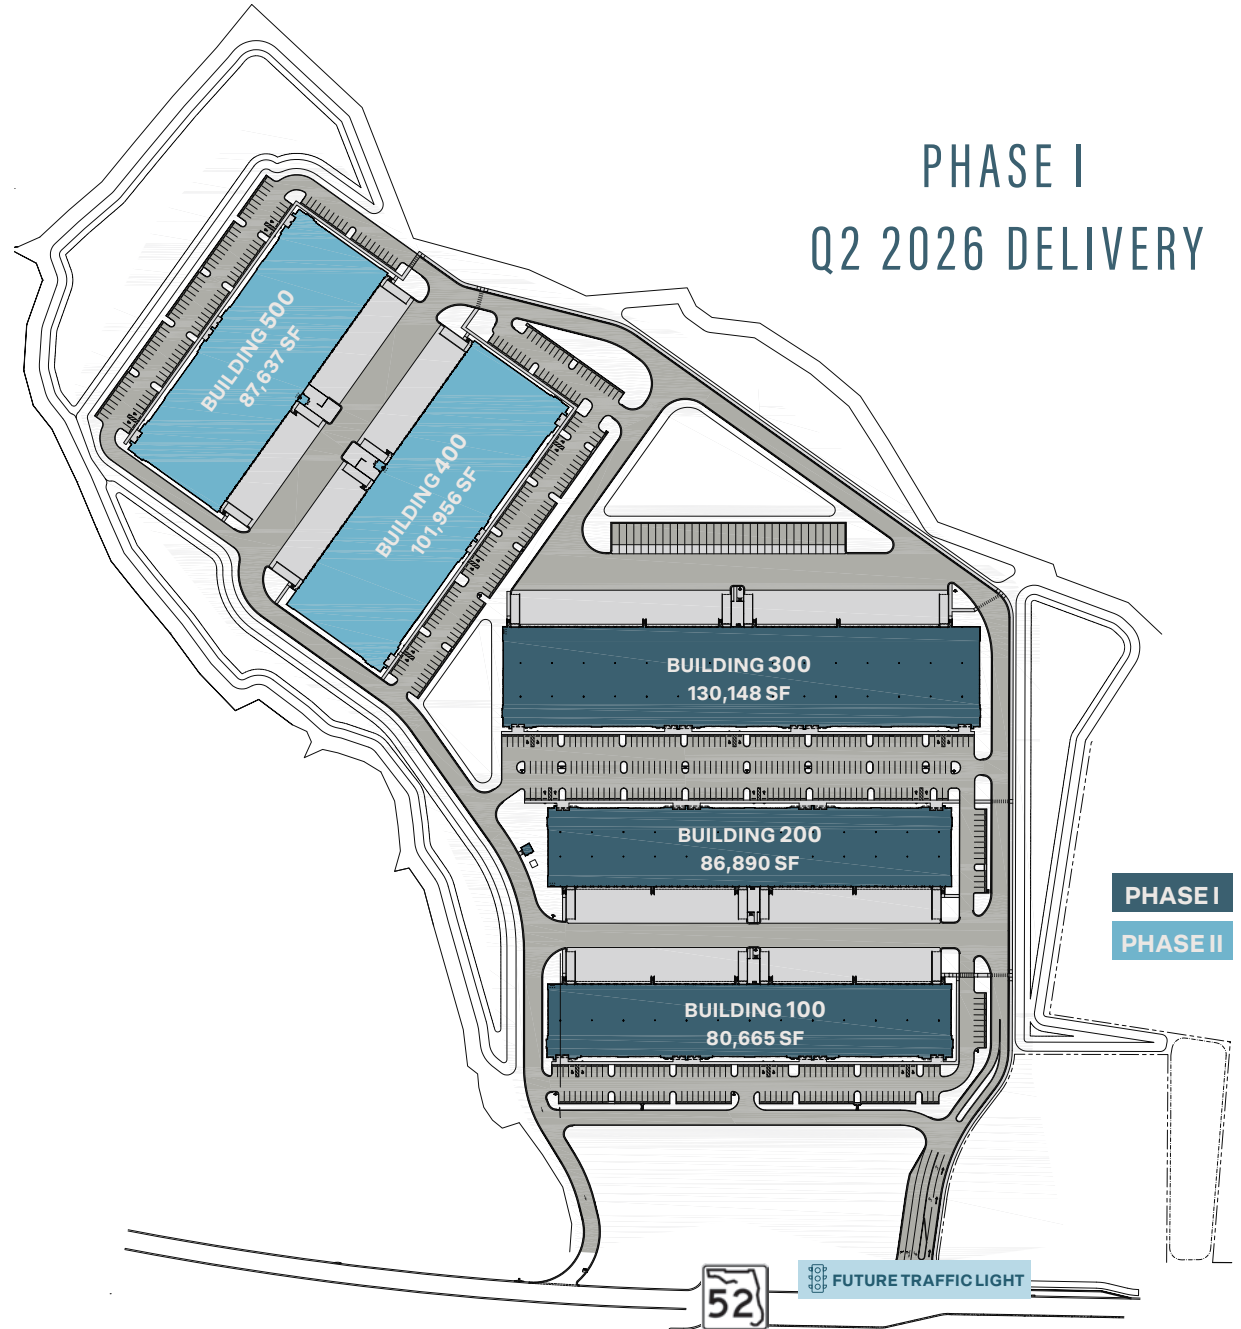 PHASE I
Q2 2026 DELIVERY
BUILDING 500
87,637 SF
BUILDING 400
101,956 SF
BUILDING 300
130,148 SF
BUILDING 200
86,890 SF
PHASE I
PHASE II
BUILDING 100
80,665 SF
FUTURE TRAFFIC LIGHT
52